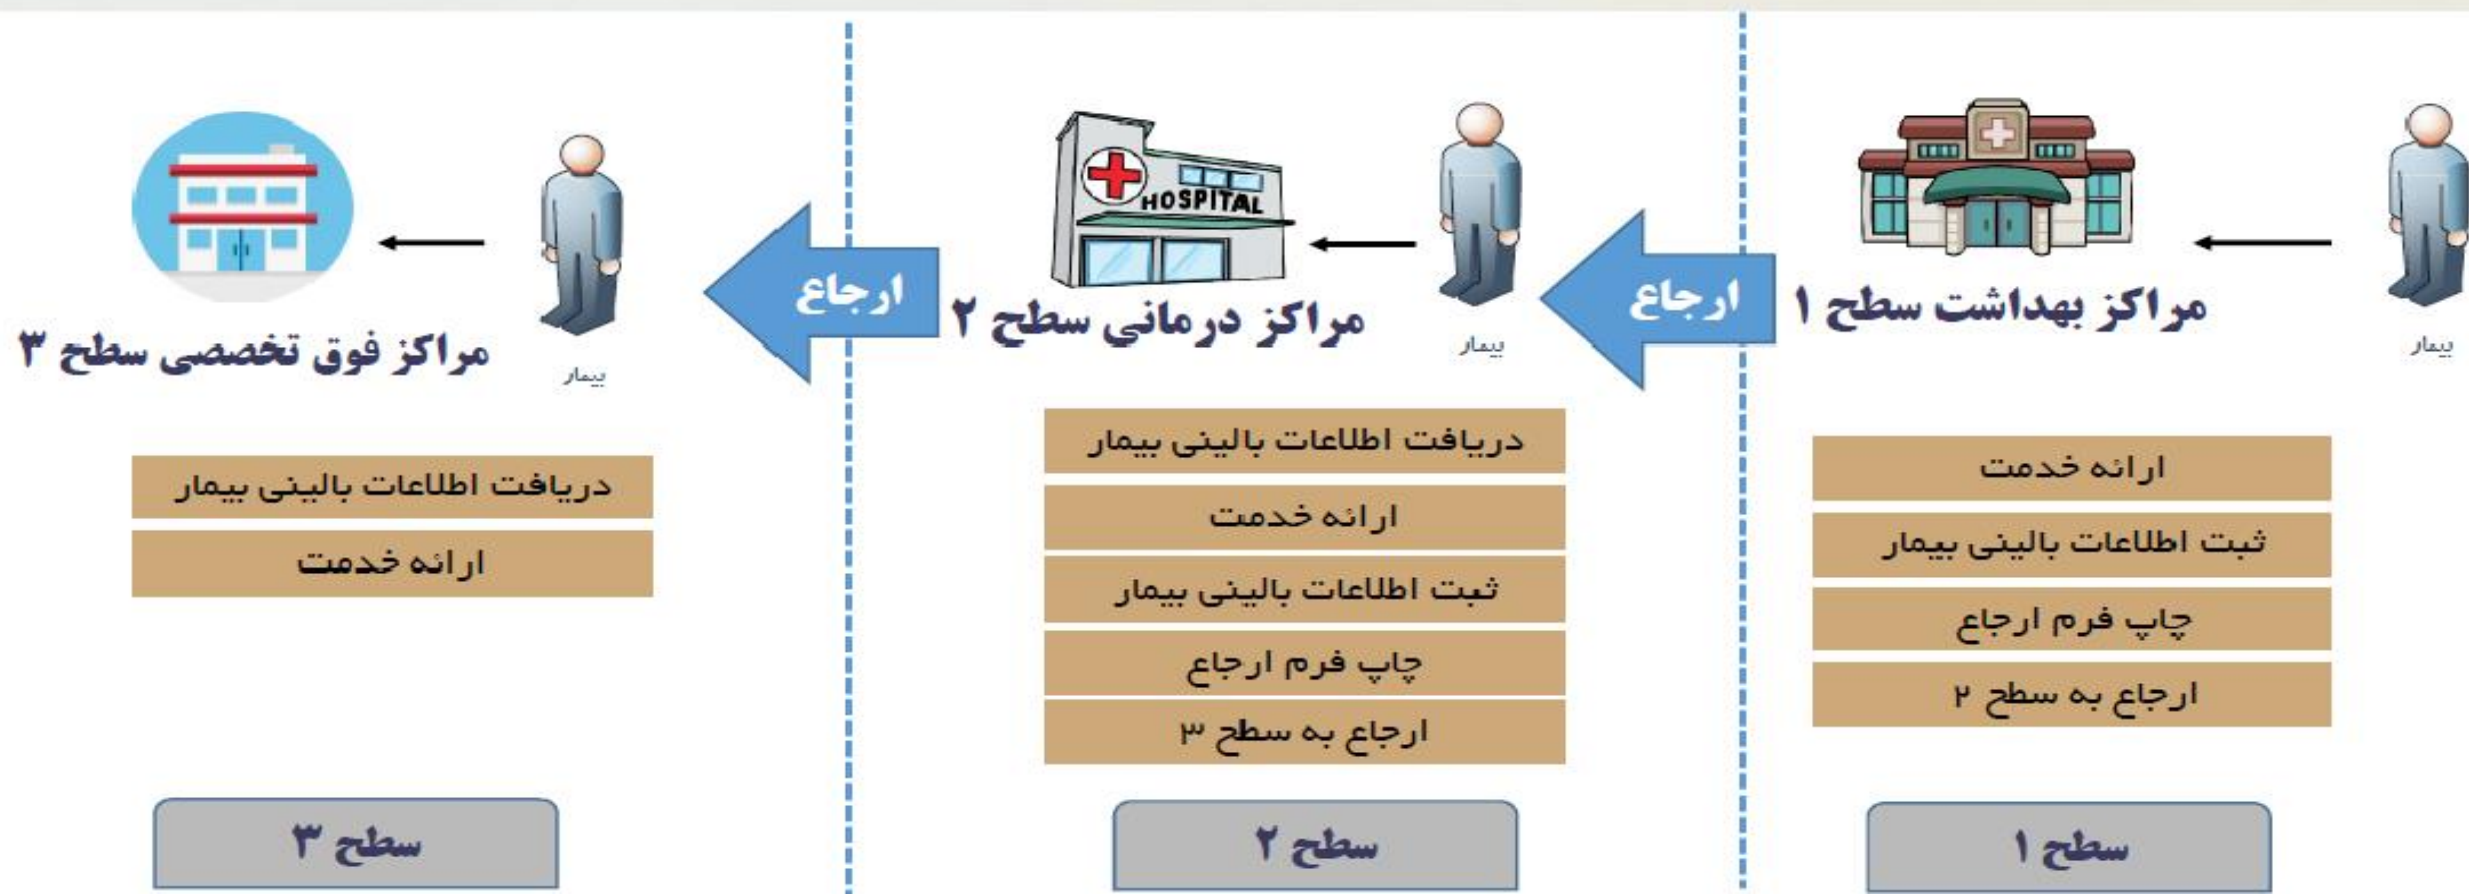 مراکز بهداشت سطح ۱
بیمار
ارائه خدمت
ثبت اطلاعات بالینی بیمار
چاپ فرم ارجاع
ارجاع به سطح ۲
سطح ۱
ارجاع
HOSPITAL
مراکز درمانی سطح ۲
بیمار
دریافت اطلاعات بالینی بیمار
ارائه خدمت
ثبت اطلاعات بالینی بیمار
چاپ فرم ارجاع
ارجاع به سطح ۳
سطح ۲
ارجاع
مراکز فوق تخصصی سطح ۳
بیمار
دریافت اطلاعات بالینی بیمار
ارائه خدمت
سطح ۳